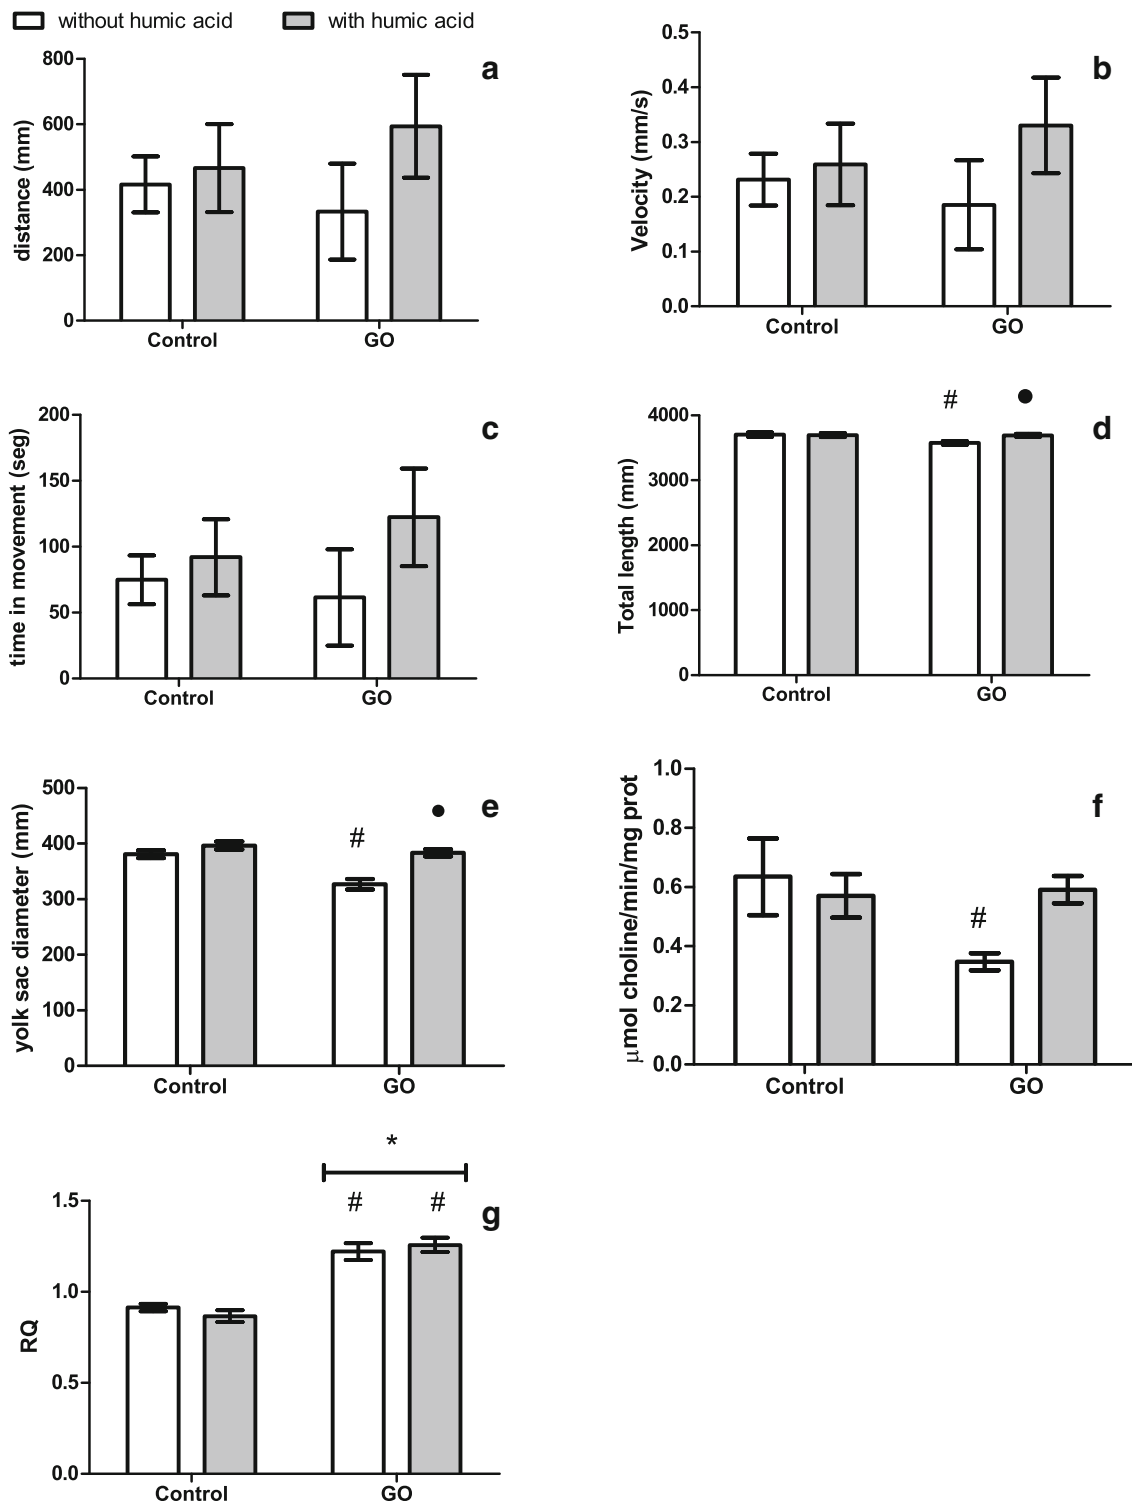 without humic acid with humic acid
a
distance (mm)
800
600
400
200
0
Control GO
b
Velocity (mm/s)
0.5
0.4
0.3
0.2
0.1
0.0
Control GO
c
time in movement (seg)
200
150
100
50
0
Control GO
# ●
d
Total length (mm)
4000
3000
2000
1000
0
Control GO
e
yolk sac diameter (mm)
500
400
300
200
100
0
# ●
Control GO
f
μmol choline/min/mg prot
1.0
0.8
0.6
0.4
0.2
0.0
#
Control GO
*
# #
g
RQ
1.5
1.0
0.5
0.0
Control GO